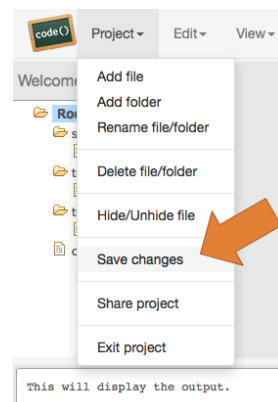 code()
Project
Edit
View
Welcom
Add file
Add folder
Rename file/folder
Delete file/folder
Hide/Unhide file
Save changes
Share project
Exit project
Roo
s
t
t
c
This will display the output.